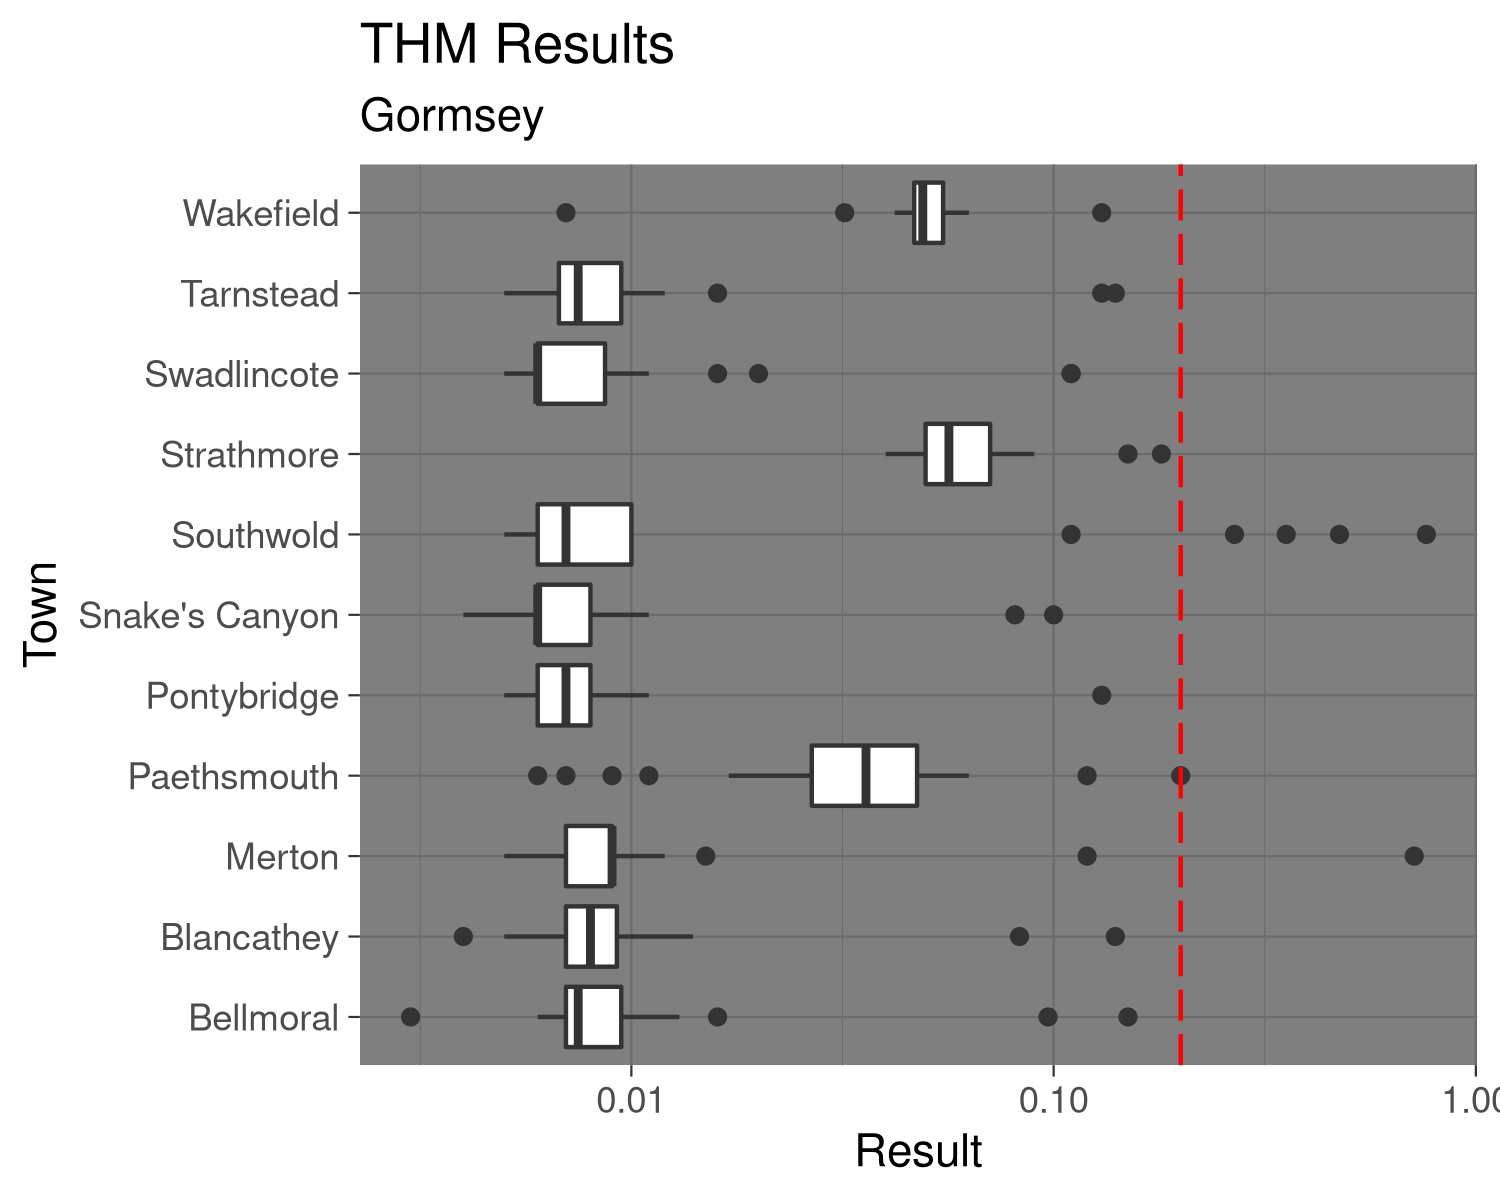 THM Results
Gormsey
Wakefield
Tarnstead
Swadlincote
Strathmore
Southwold
Snake's Canyon
Pontybridge
Paethsmouth
Merton
Blancathey
Bellmoral
Town
0.01 0.10 1.00
Result